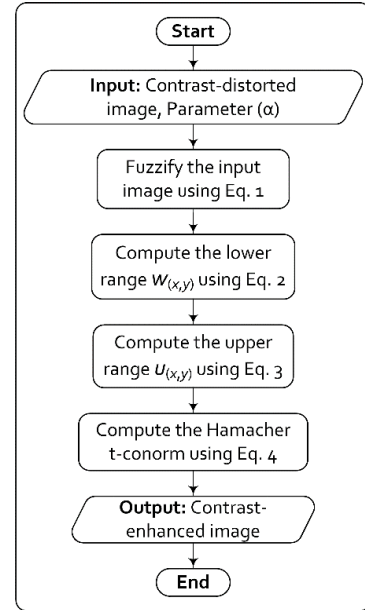 Start
Input: Contrast-distorted
image, Parameter (α)
Fuzzify the input
image using Eq. 1
Compute the lower
range w(x,y) using Eq. 2
Compute the upper
range u(x,y) using Eq. 3
Compute the Hamacher
t-conorm using Eq. 4
Output: Contrast-
enhanced image
End